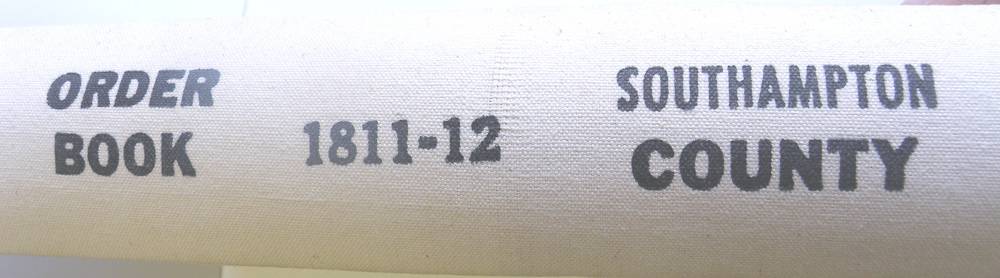 ORDER
BOOK
1811-12
SOUTHAMPTON
COUNTY